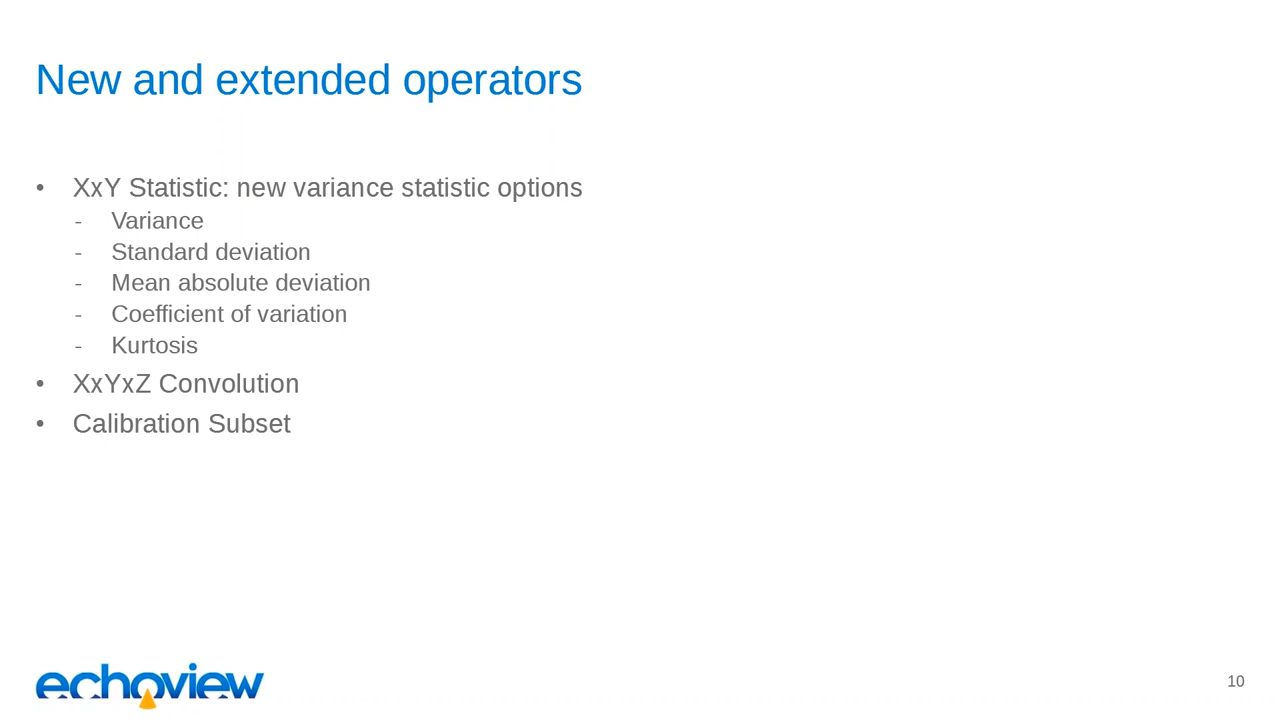 New and extended operators
• XxY Statistic: new variance statistic options
- Variance
- Standard deviation
- Mean absolute deviation
- Coefficient of variation
- Kurtosis
• XxYxZ Convolution
• Calibration Subset
echoview
10